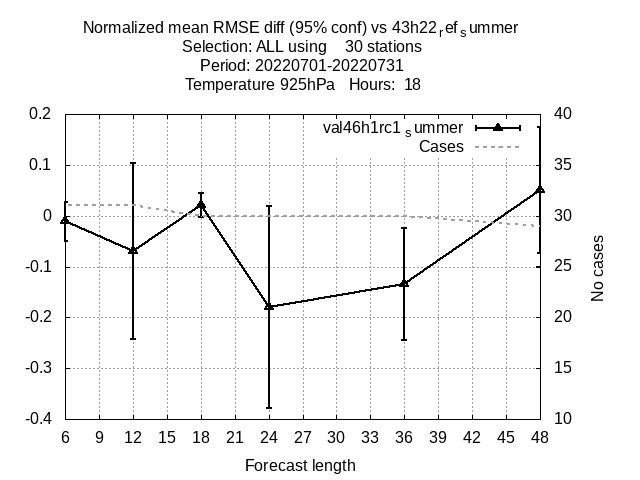 Normalized mean RMSE diff (95% conf) vs 43h22refsummer
Selection: ALL using 30 stations
Period: 20220701-20220731
Temperature 925hPa Hours: 18
val46h1rc1summer
Cases
0.2
0.1
0
-0.1
-0.2
-0.3
-0.4
40
35
30
25
20
15
10
No cases
6 9 12 15 18 21 24 27 30 33 36 39 42 45 48
Forecast length